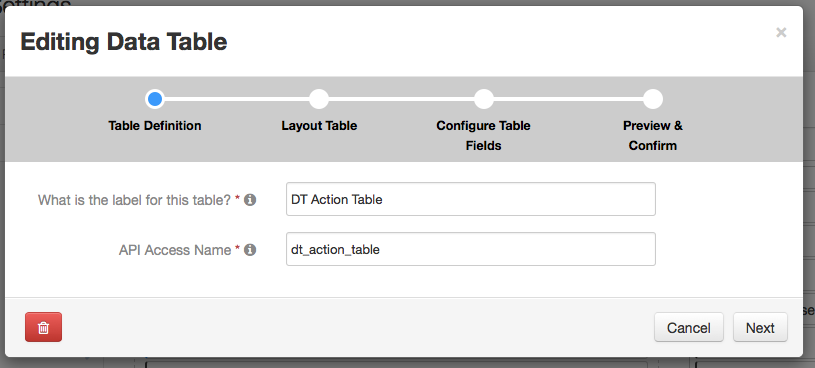 Settings
Editing Data Table
×
Table Definition
Layout Table
Configure Table
Fields
Preview &
Confirm
What is the label for this table? *
DT Action Table
API Access Name *
dt_action_table
Cancel
Next